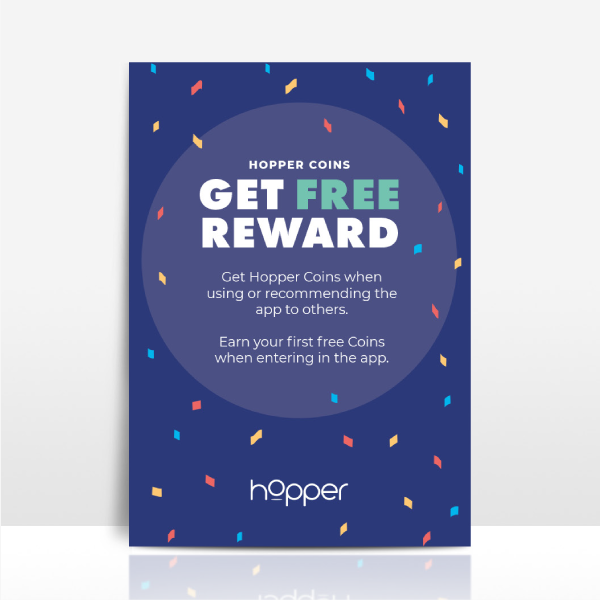 HOPPER COINS
GET FREE
REWARD
Get Hopper Coins when
using or recommending the
app to others.
Earn your first free Coins
when entering in the app.
hopper